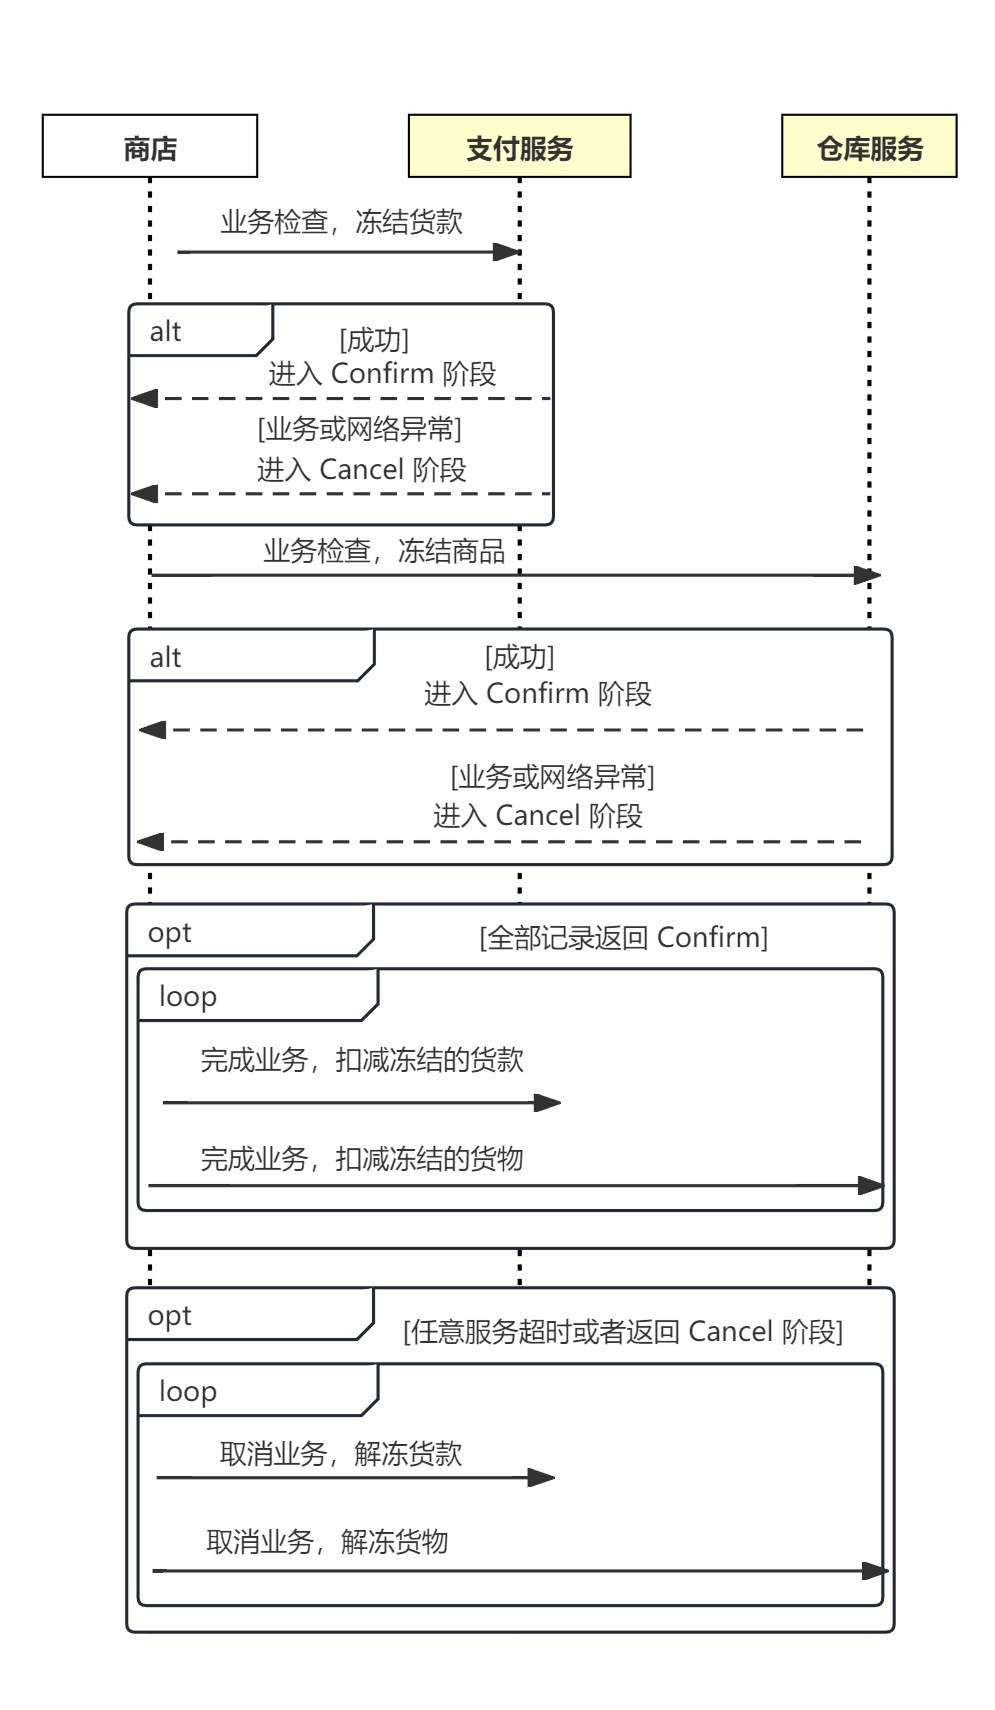 商店
支付服务
仓库服务
业务检查，冻结货款
alt
[成功]
进入 Confirm 阶段
[业务或网络异常]
进入 Cancel 阶段
业务检查，冻结商品
alt
[成功]
进入 Confirm 阶段
[业务或网络异常]
进入 Cancel 阶段
opt
[全部记录返回 Confirm]
loop
完成业务，扣减冻结的货款
完成业务，扣减冻结的货物
opt
[任意服务超时或者返回 Cancel 阶段]
loop
取消业务，解冻货款
取消业务，解冻货物